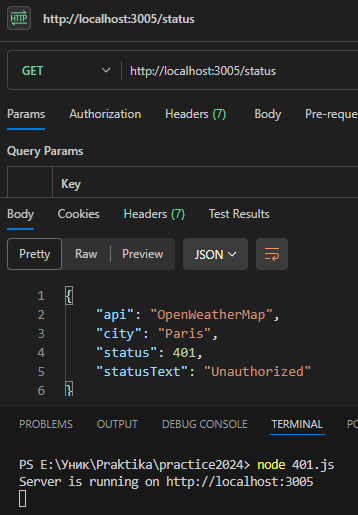 HTTP http://localhost:3005/status
GET http://localhost:3005/status
Params Authorization Headers (7) Body Pre-reque
Query Params
Key
Body Cookies Headers (7) Test Results
Pretty Raw Preview JSON
1 {
2 "api": "OpenWeatherMap",
3 "city": "Paris",
4 "status": 401,
5 "statusText": "Unauthorized"
6 }
PROBLEMS OUTPUT DEBUG CONSOLE TERMINAL
PS E:\Уник\Praktika\practice2024> node 401.js
Server is running on http://localhost:3005